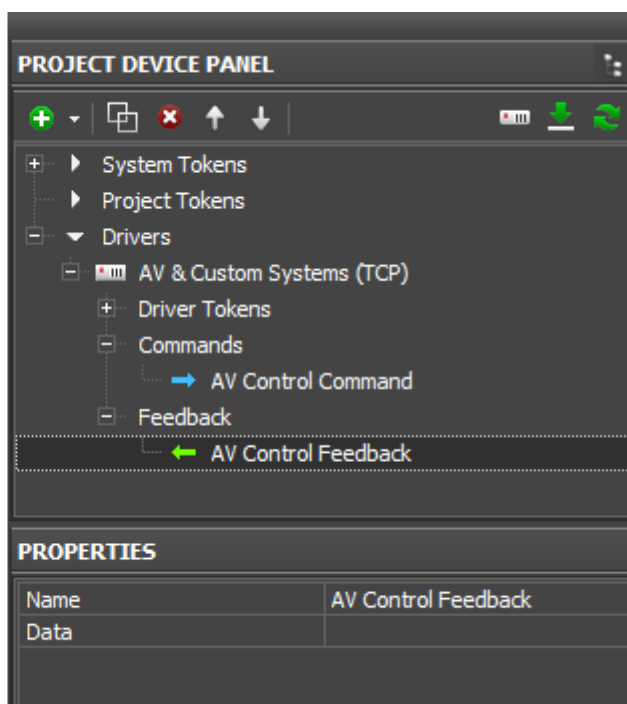 PROJECT DEVICE PANEL
System Tokens
Project Tokens
Drivers
AV & Custom Systems (TCP)
Driver Tokens
Commands
AV Control Command
Feedback
AV Control Feedback
PROPERTIES
Name AV Control Feedback
Data